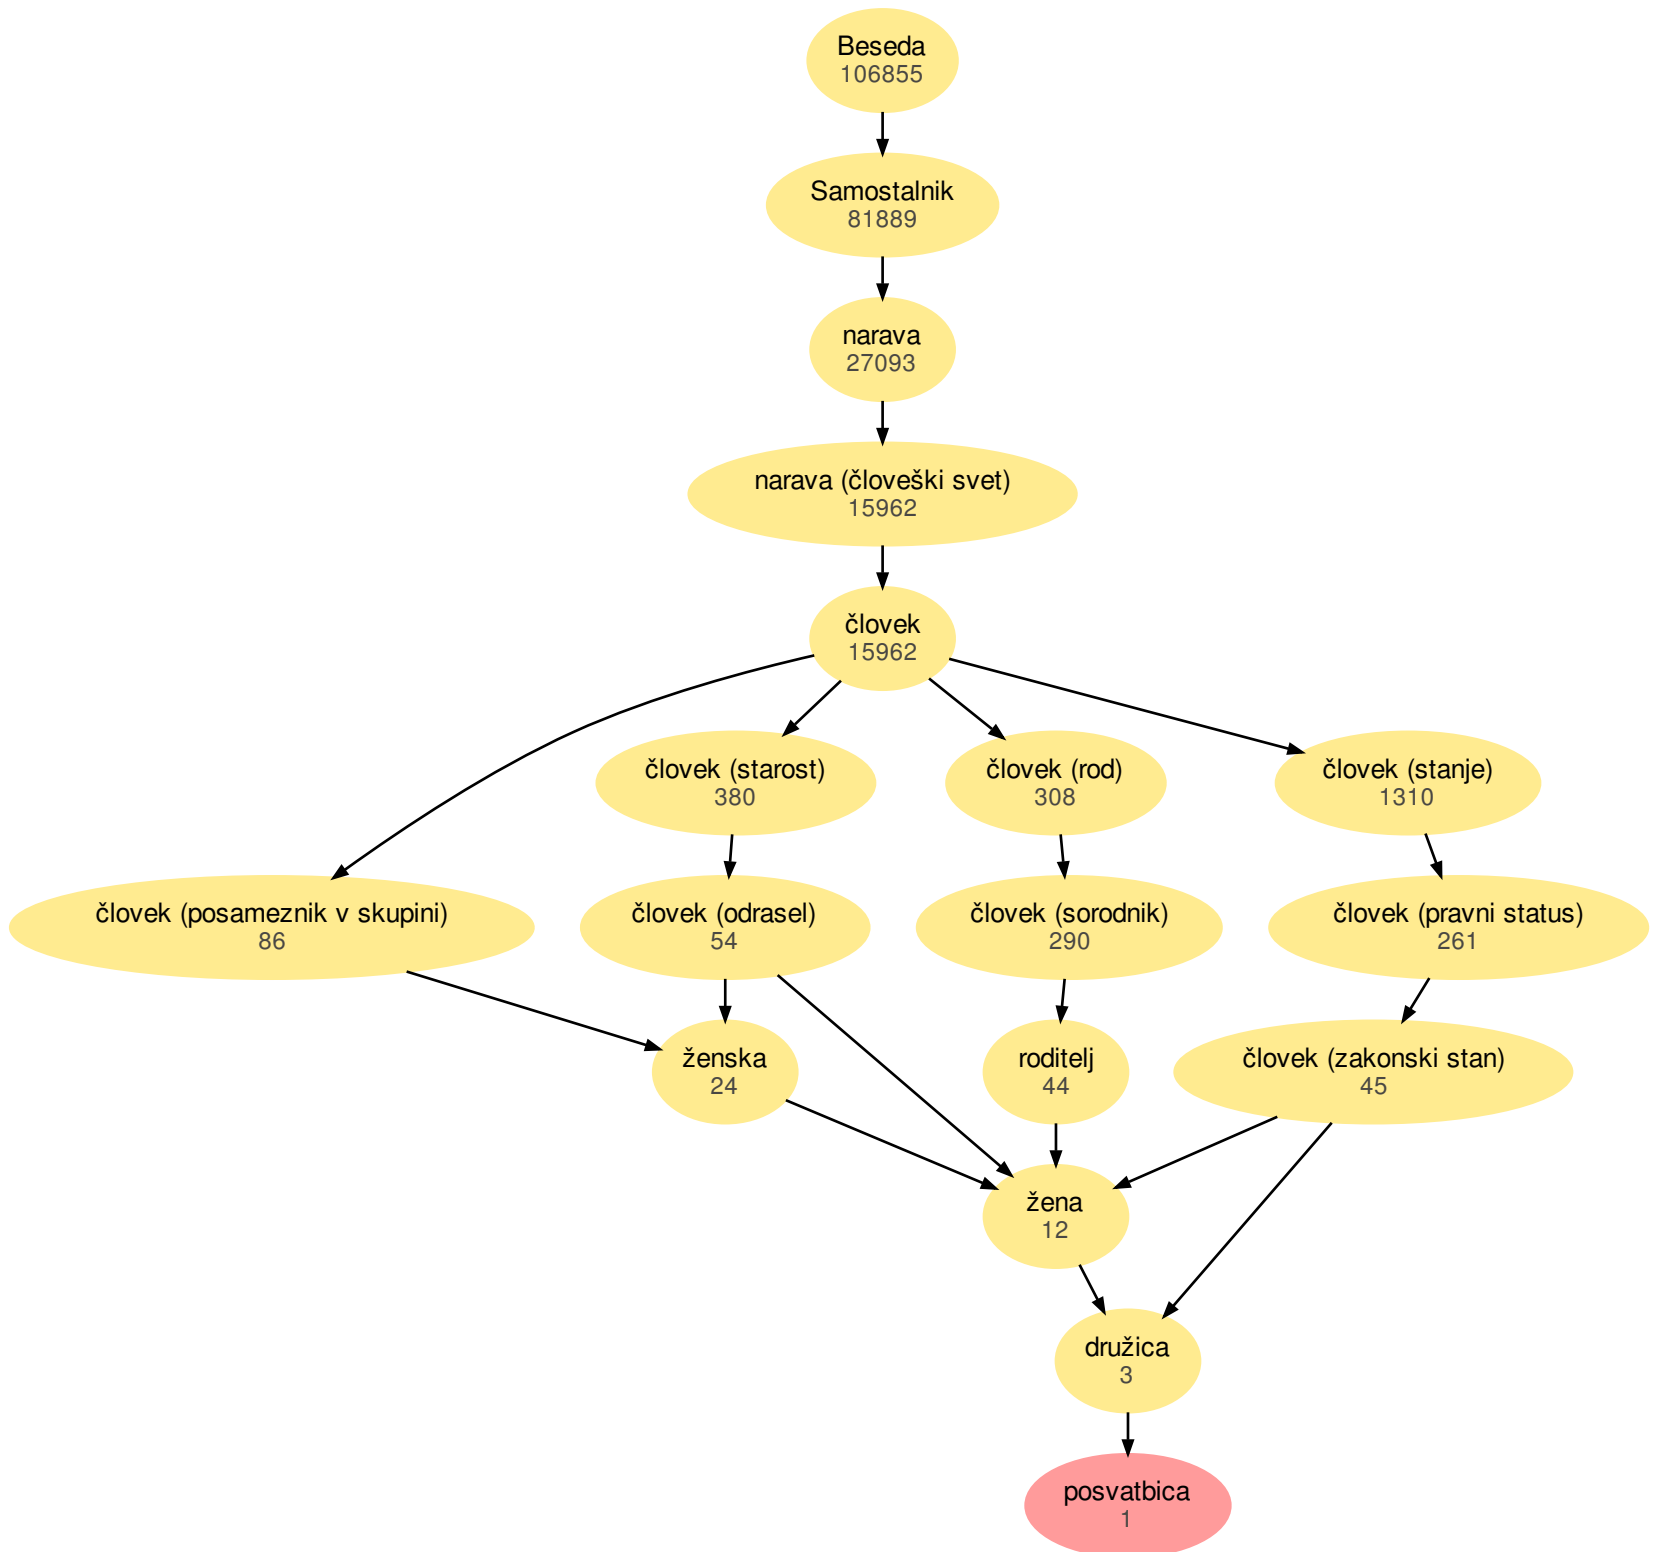 Beseda
106855
Samostalnik
81889
narava
27093
narava (človeški svet)
15962
človek
15962
človek (starost)
380
človek (rod)
308
človek (stanje)
1310
človek (posameznik v skupini)
86
človek (odrasel)
54
človek (sorodnik)
290
človek (pravni status)
261
ženska
24
roditelj
44
človek (zakonski stan)
45
žena
12
družica
3
posvatbica
1